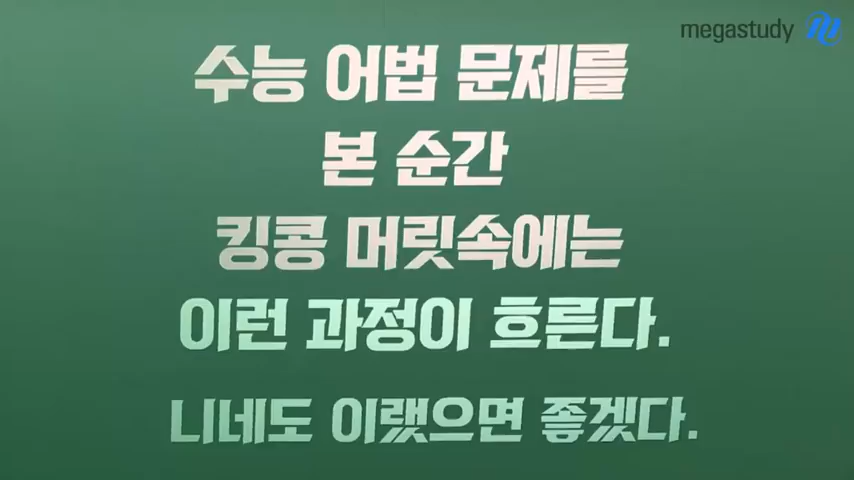 megastudy
수능 어법 문제를
본 순간
킹콩 머릿속에는
이런 과정이 흐른다.
니네도 이랬으면 좋겠다.